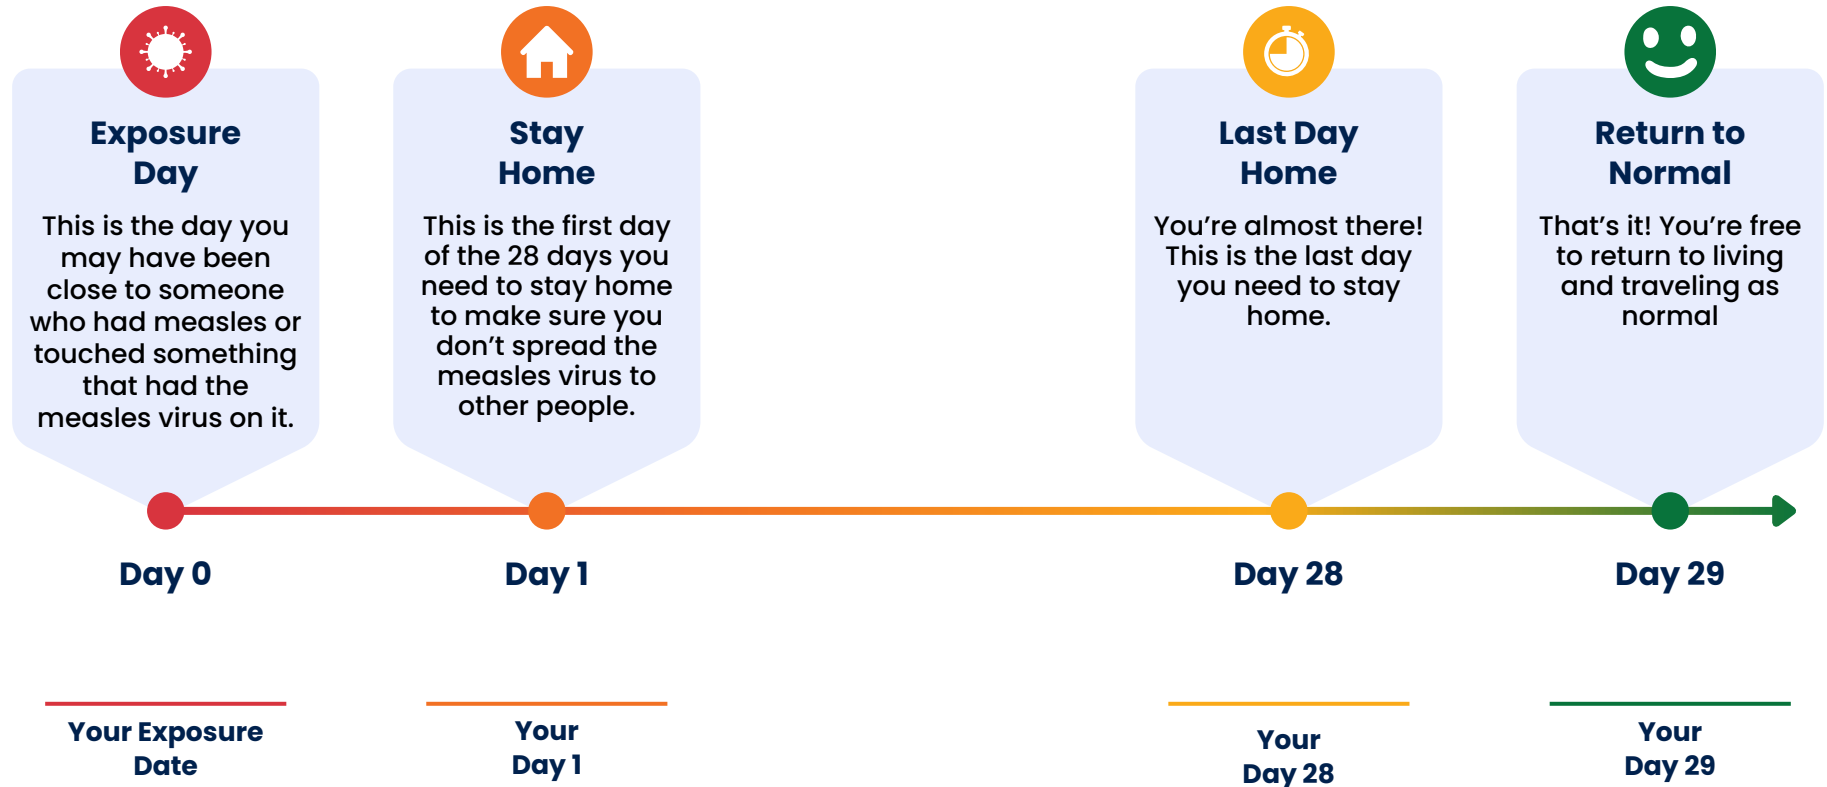 Exposure
Day
This is the day you
may have been
close to someone
who had measles or
touched something
that had the
measles virus on it.
Day 0
Your Exposure
Date
Stay
Home
This is the first day
of the 28 days you
need to stay home
to make sure you
don't spread the
measles virus to
other people.
Day 1
Your
Day 1
Last Day
Home
You're almost there!
This is the last day
you need to stay
home.
Day 28
Your
Day 28
Return to
Normal
That's it! You're free
to return to living
and traveling as
normal
Day 29
Your
Day 29